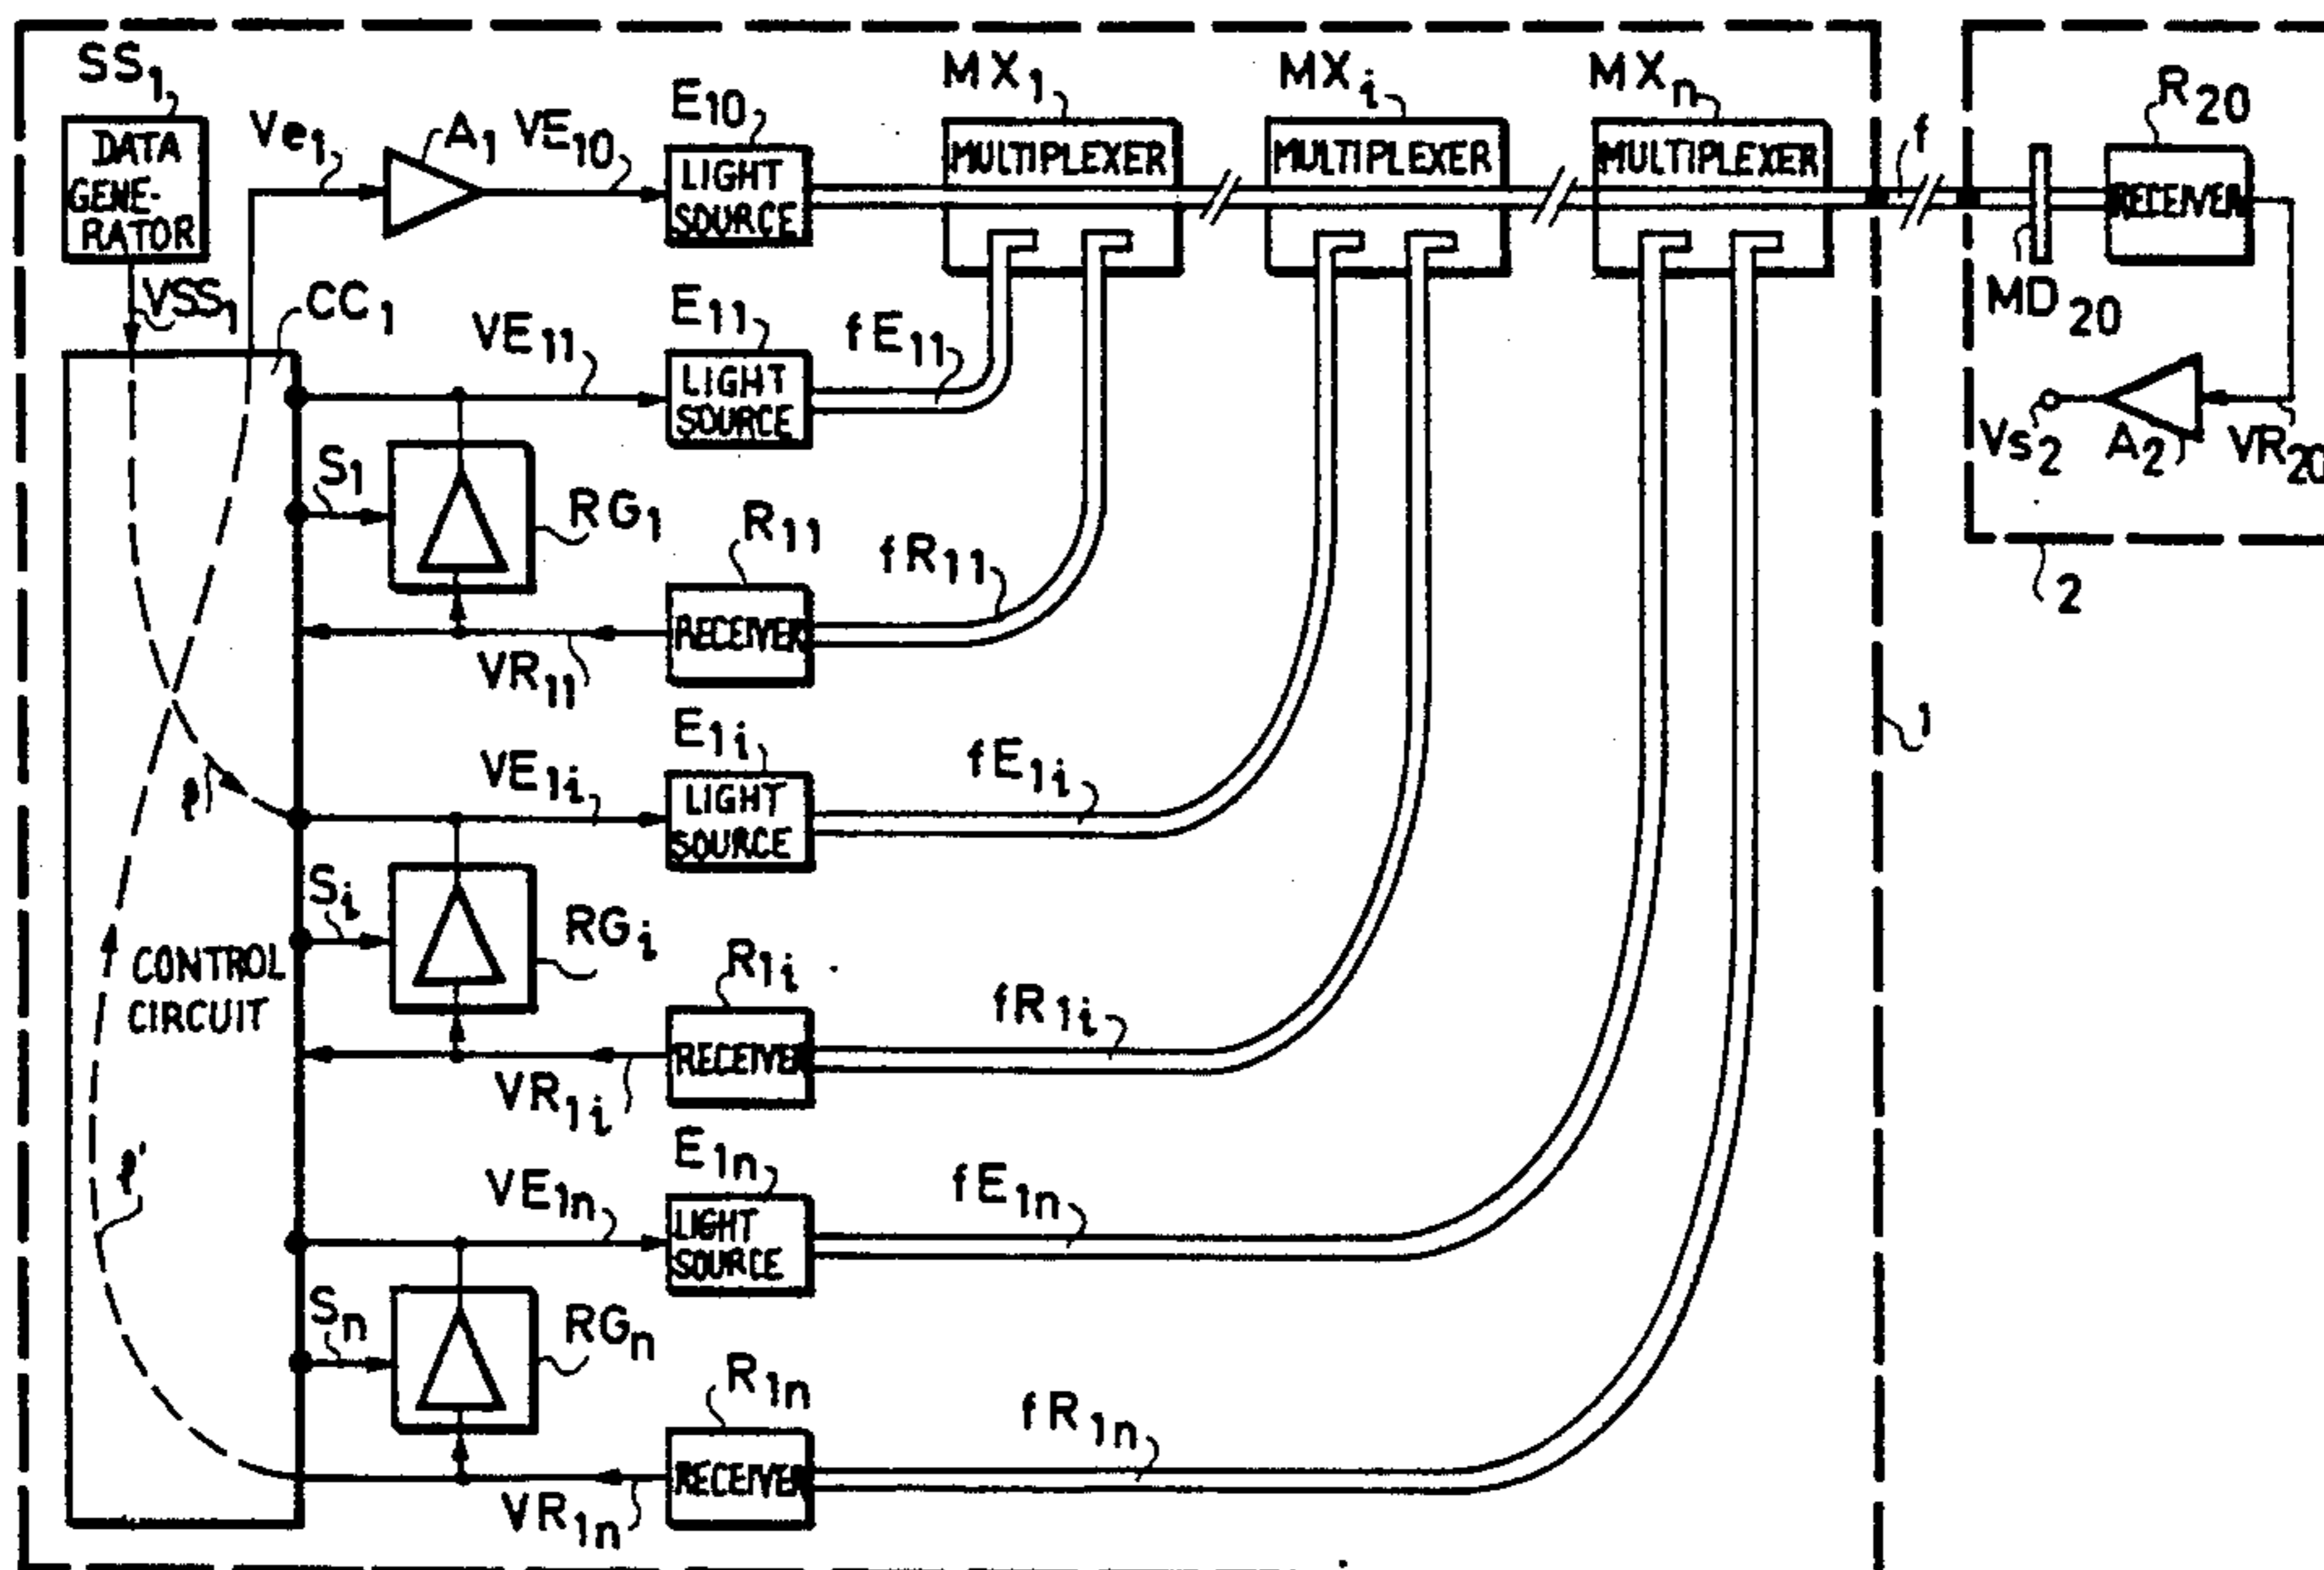 SS1
DATA
GENE-
RATOR
Ve1
A1
VE10
E10
LIGHT
SOURCE
MX1
MULTIPLEXER
MXi
MULTIPLEXER
MXn
MULTIPLEXER
f
R20
RECEIVER
MD20
VSS1
CC1
VE11
E11
LIGHT
SOURCE
fE11
Vs2
A2
VR20
S1
RG1
R11
RECEIVER
fR11
VR11
2
1
VE1i
E1i
LIGHT
SOURCE
fE1i
ℓ
Si
RGi
CONTROL
CIRCUIT
R1i
RECEIVER
fR1i
VR1i
ℓ'
VE1n
E1n
LIGHT
SOURCE
fE1n
Sn
RGn
R1n
RECEIVER
fR1n
VR1n